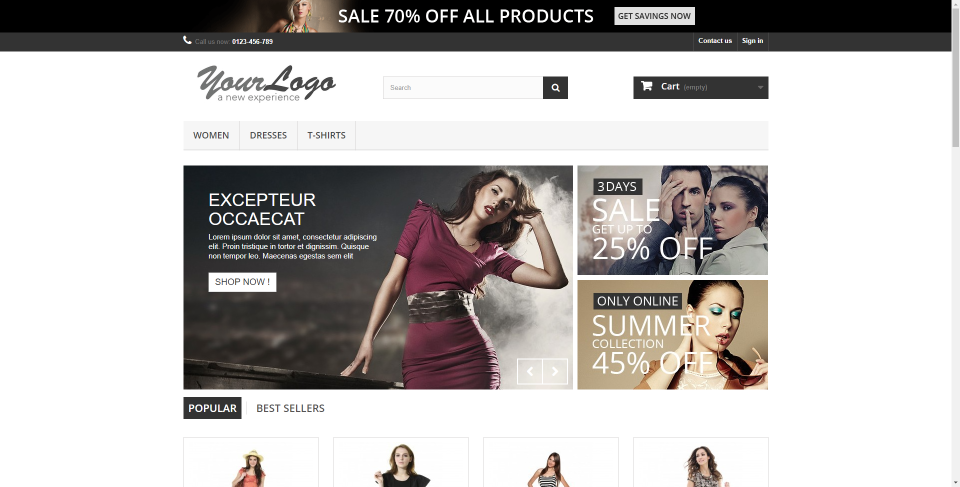 SALE 70% OFF ALL PRODUCTS
GET SAVINGS NOW
Call us now: 0123-456-789
Contact us
Sign in
YourLogo
a new experience
Search
Cart (empty)
WOMEN
DRESSES
T-SHIRTS
EXCEPTEUR
OCCAECAT
Lorem ipsum dolor sit amet, consectetur adipiscing
elit. Proin tristique in tortor et dignissim. Quisque
non tempor leo. Maecenas egestas sem elit
SHOP NOW !
3 DAYS
SALE
GET UP TO
25% OFF
ONLY ONLINE
SUMMER
COLLECTION
45% OFF
POPULAR
BEST SELLERS